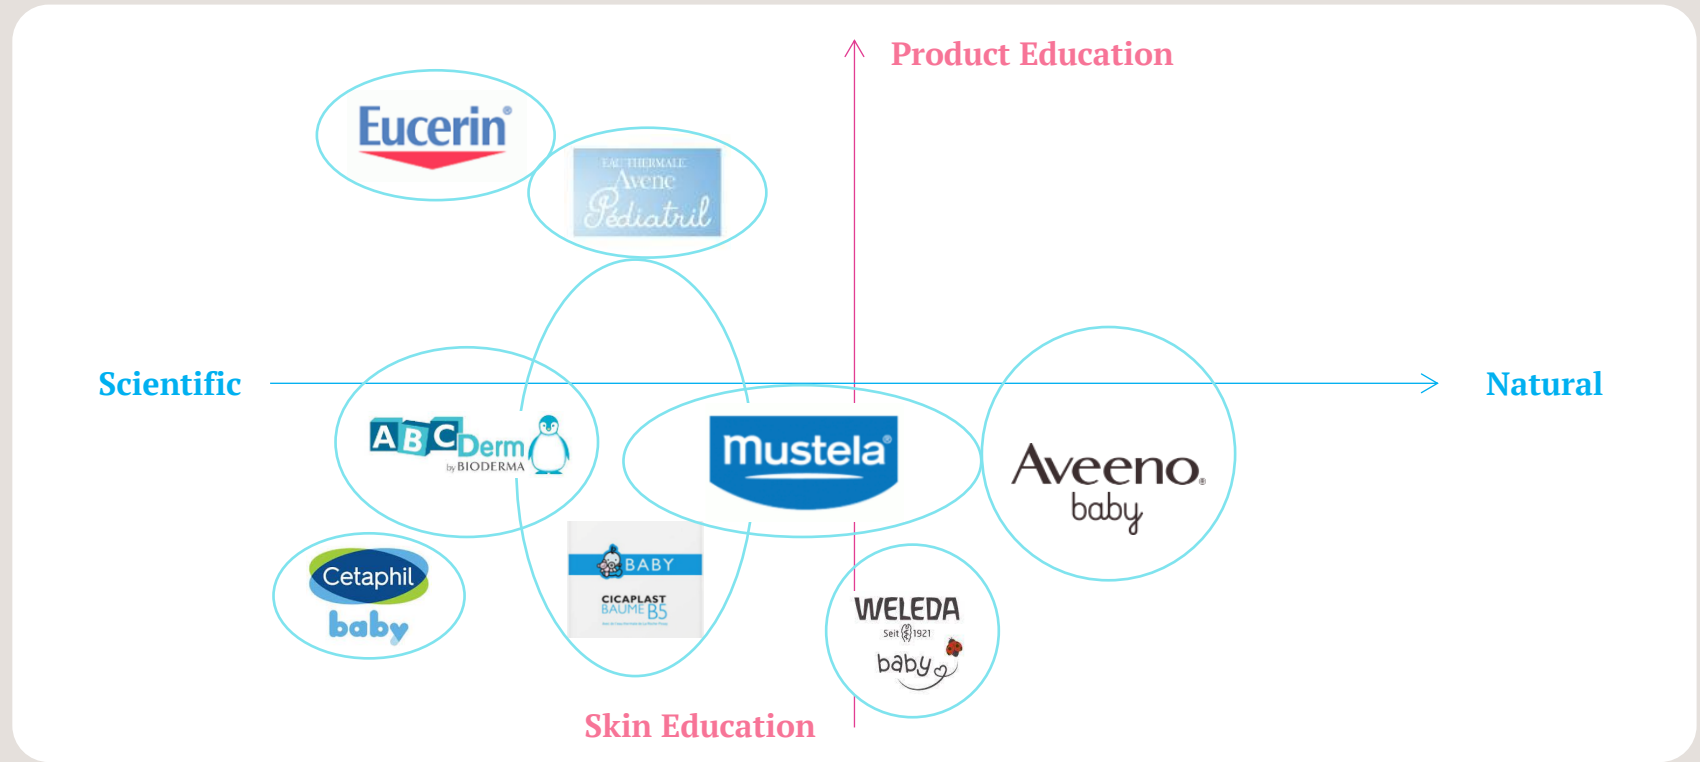 Product Education
Eucerin®
EAU THERMALE
Avene
Pédiatril
Scientific
Natural
ABCDerm
by BIODERMA
mustela®
Aveeno®
baby
Cetaphil
baby
BABY
CICAPLAST
BAUME B5
WELEDA
Seit 1921
baby
Skin Education